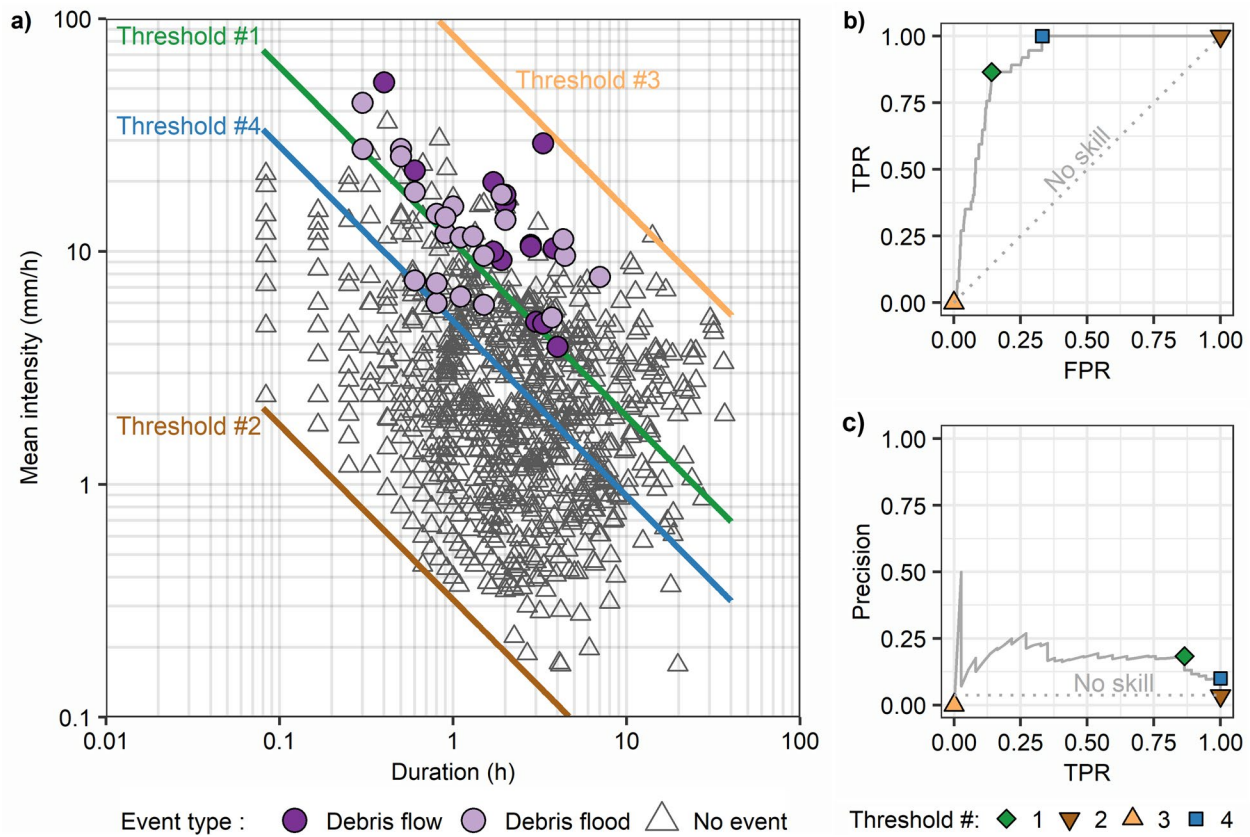 a)
100
10
1
0.1
Mean intensity (mm/h)
Threshold #1
Threshold #3
Threshold #4
Threshold #2
0.01 0.1 1 10 100
Duration (h)
Event type : Debris flow Debris flood No event
b)
1.00
0.75
0.50
0.25
0.00
TPR
No skill
0.00 0.25 0.50 0.75 1.00
FPR
c)
1.00
0.75
0.50
0.25
0.00
Precision
No skill
0.00 0.25 0.50 0.75 1.00
TPR
Threshold #: 1 2 3 4